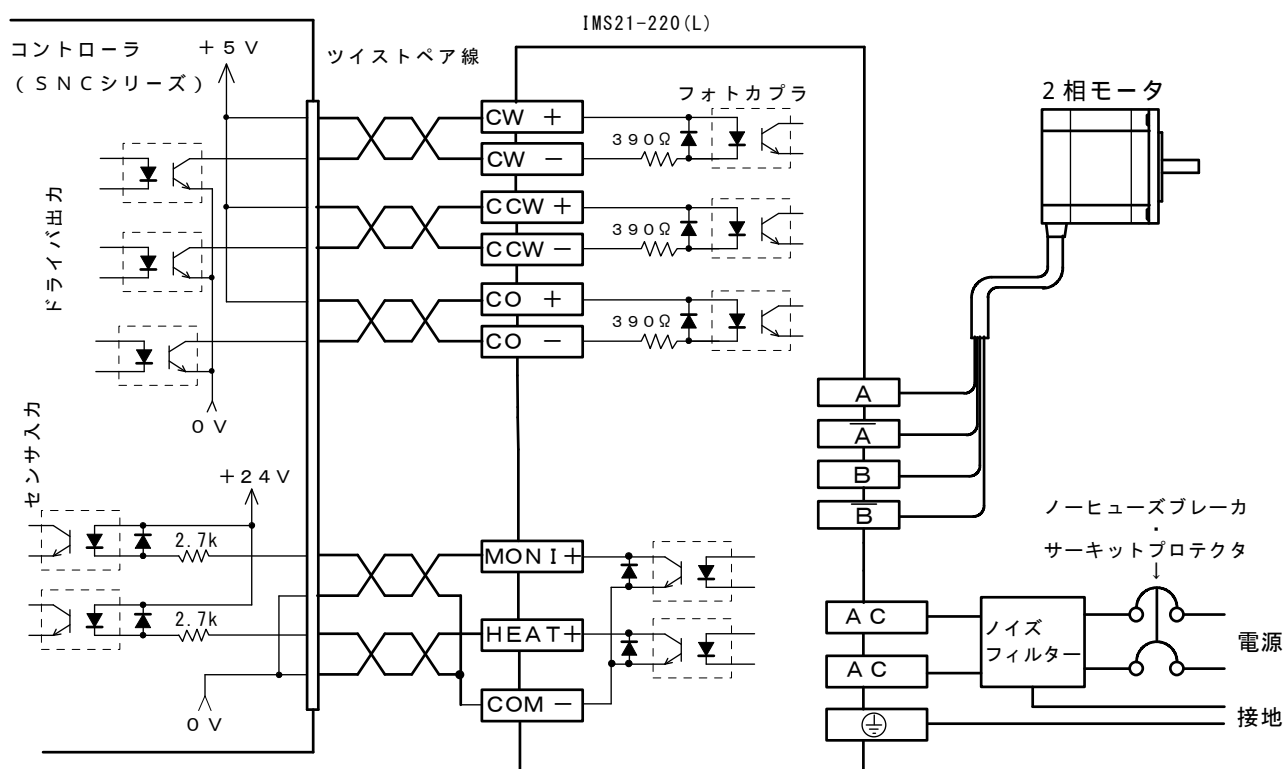 IMS21-220(L)
コントローラ
(SNCシリーズ)
+5V
ツイストペア線
フォトカプラ
2相モータ
CW +
390Ω
CW -
CCW+
390Ω
CCW-
CO +
390Ω
CO -
ドライバ出力
0V
A
A̅
B
B̅
センサ入力
+24V
2.7k
2.7k
0V
MONI+
HEAT+
COM-
ノーヒューズブレーカ
・
サーキットプロテクタ
↓
AC
AC
ノイズ
フィルター
電源
接地